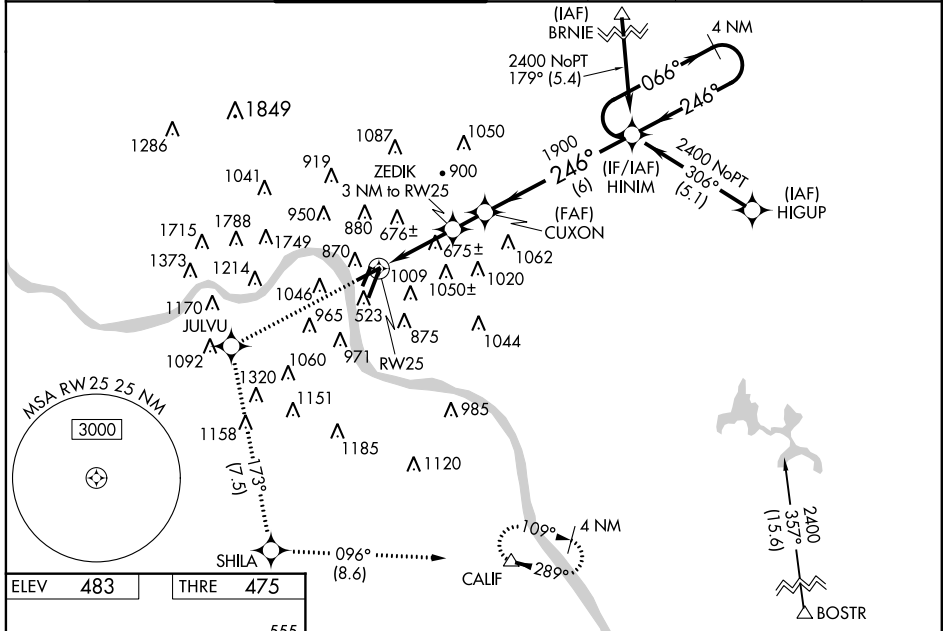 (IAF)
BRNIE
4 NM
2400 NoPT
179° (5.4)
066°
246°
1849
1286
1087
1050
919
ZEDIK
900
3 NM to RW25
1900
246°
(6)
(IF/IAF)
HINIM
2400 NoPT
306°
(5.1)
(IAF)
HIGUP
1041
950
880
676±
(FAF)
CUXON
1715
1788
1749
870
675±
1062
1373
1214
1046
1009
1050±
1020
1170
965
523
875
1044
JULVU
1092
971
RW25
1060
1320
1151
985
MSA RW25 25 NM
3000
1158
1185
1120
173°
(7.5)
2400
357°
(15.6)
109°
4 NM
289°
SHILA
096°
(8.6)
CALIF
BOSTR
ELEV 483
THRE 475
555